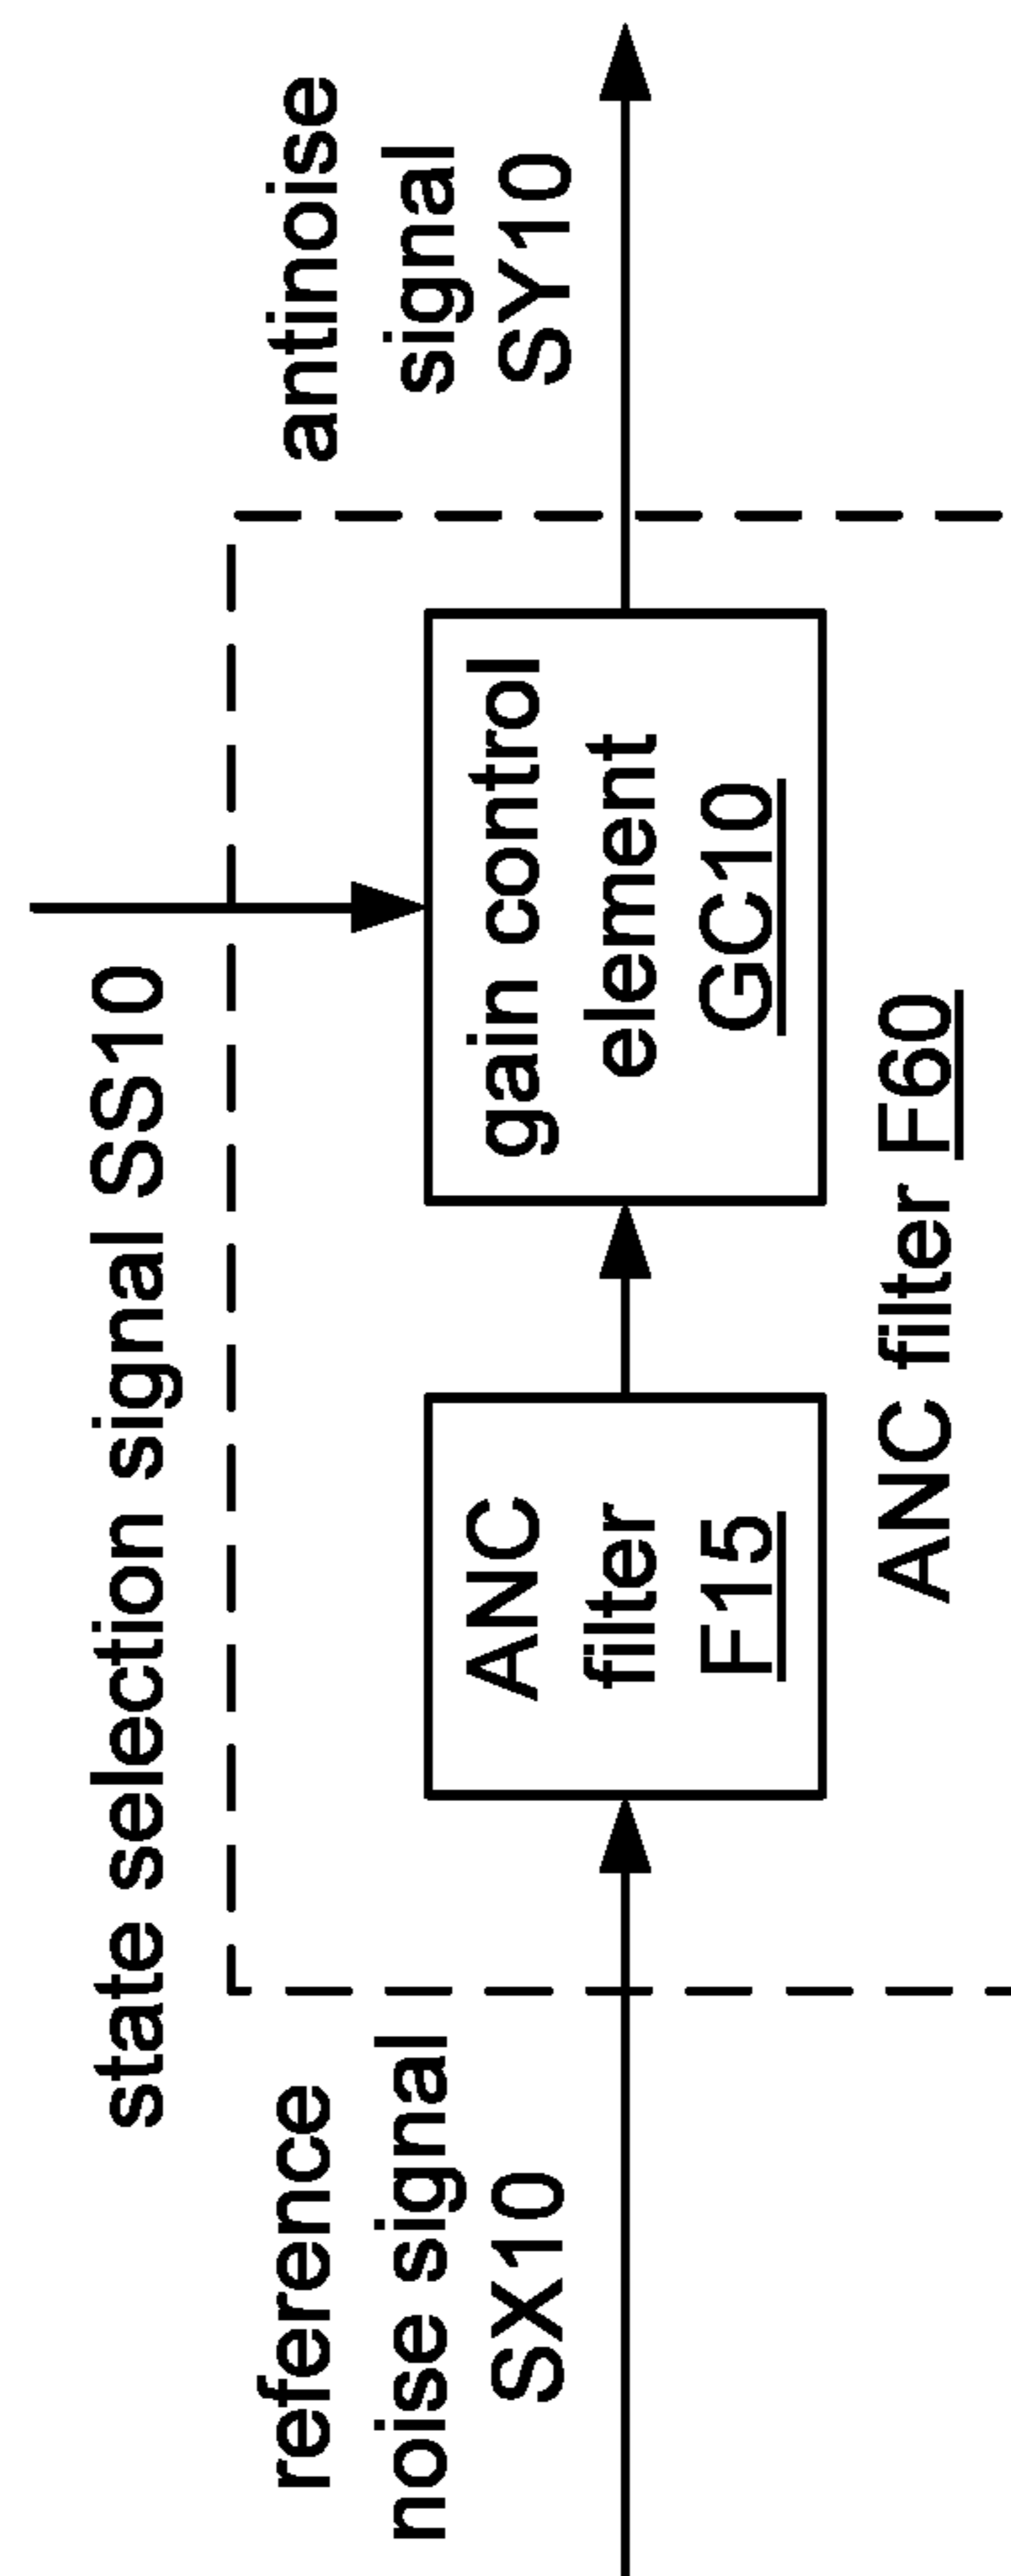 state selection signal SS10
reference
noise signal
SX10
ANC
filter
F15
gain control
element
GC10
antinoise
signal
SY10
ANC filter F60